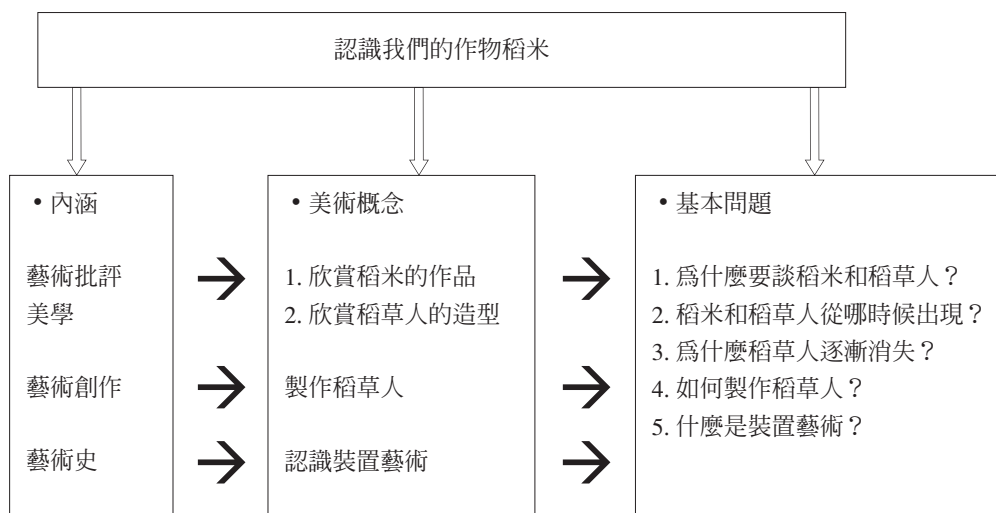 認識我們的作物稻米
•內涵
藝術批評
美學
藝術創作
藝術史
•美術概念
1. 欣賞稻米的作品
2. 欣賞稻草人的造型
製作稻草人
認識裝置藝術
•基本問題
1. 爲什麼要談稻米和稻草人？
2. 稻米和稻草人從哪時候出現？
3. 爲什麼稻草人逐漸消失？
4. 如何製作稻草人？
5. 什麼是裝置藝術？